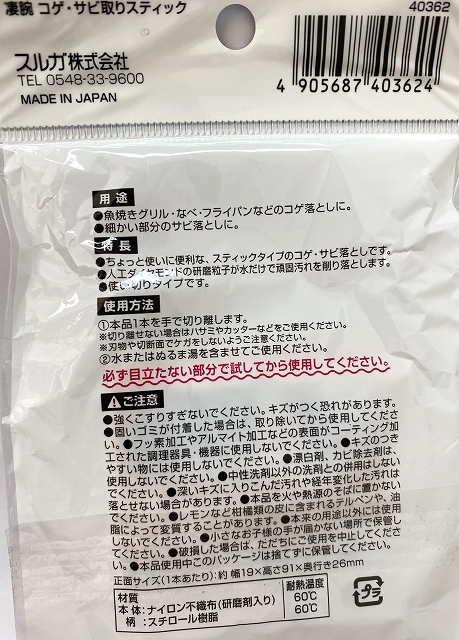 凄腕 コゲ・サビ取りスティック
40362
スルガ株式会社
TEL 0548-33-9600
MADE IN JAPAN
4 905687 403624
用途
●魚焼きグリル・なべ・フライパンなどのコゲ落としに。
●細かい部分のサビ落としに。
特長
●ちょっと使いに便利な、スティックタイプのコゲ・サビ落としです。
●人工ダイヤモンドの研磨粒子が水だけで頑固汚れを削り落とします。
●使い切りタイプです。
使用方法
①本品1本を手で切り離します。
※切り離せない場合はハサミやカッターなどをご使用ください。
※刃物や切断面でケガをしないようご注意ください。
②水またはぬるま湯を含ませてご使用ください。
必ず目立たない部分で試してから使用してください。
ご注意
●強くこすりすぎないでください。キズがつく恐れがあります。
●固いゴミが付着した場合は、取り除いてから使用してくだ
さい。●フッ素加工やアルマイト加工などの表面がコーティング加
工された調理器具・機器に使用しないでください。●キズのつき
やすい物には使用しないでください。●漂白剤、カビ除去剤は、
使用しないでください。●中性洗剤以外の洗剤との併用はしない
でください。●深いキズに入りこんだ汚れや経年変化した汚れは
落とせない場合があります。●本品を火や熱源のそばに置かない
でください。●レモンなど柑橘類の皮に含まれるテルペンや、油
脂によって変質することがあります。●本来の用途以外には使用
しないでください。●小さなお子様の手が届かない場所で保管し
てください。●破損した場合は、ただちにご使用を中止してくださ
い。●本品使用中このパッケージは捨てずに保管してください。
正面サイズ(1本あたり):約 幅19×高さ91×奥行き26mm
材質
耐熱温度
本体:ナイロン不織布(研磨剤入り)
60℃
柄:スチロール樹脂
60℃
プラ